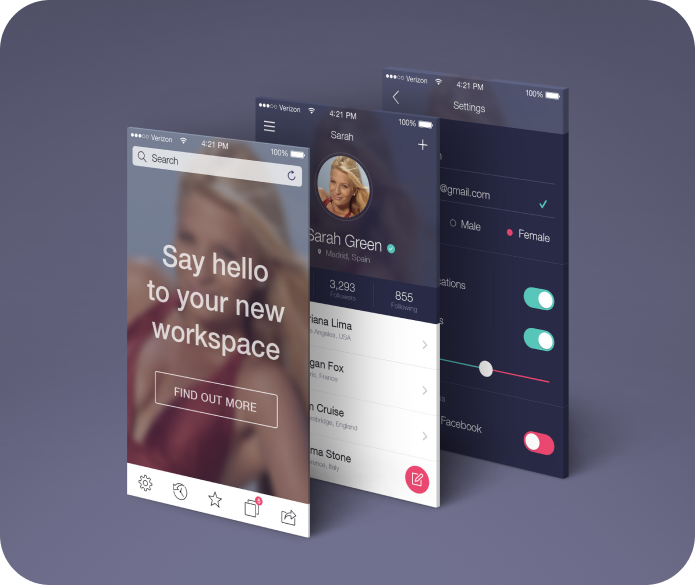 Verizon 4:21 PM 100%
Search
Say hello
to your new
workspace
FIND OUT MORE
3
Verizon 4:21 PM 100%
Sarah
Sarah Green
Madrid, Spain
3,293
Followers
855
Following
riana Lima
Angeles, USA
gan Fox
France
Cruise
mbridge, England
ma Stone
rence, Italy
Verizon 4:21 PM 100%
Settings
@gmail.com
Male Female
cations
s
Facebook